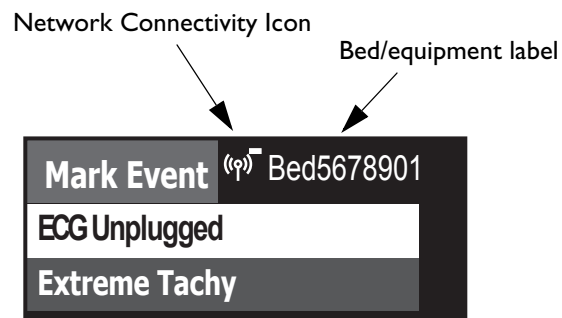 Network Connectivity Icon
Bed/equipment label
Mark Event Bed5678901
ECG Unplugged
Extreme Tachy